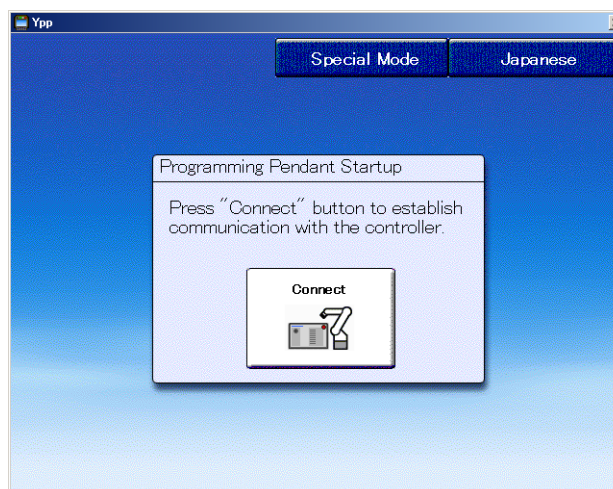 Ypp
Special Mode
Japanese
Programming Pendant Startup
Press "Connect" button to establish
communication with the controller.
Connect